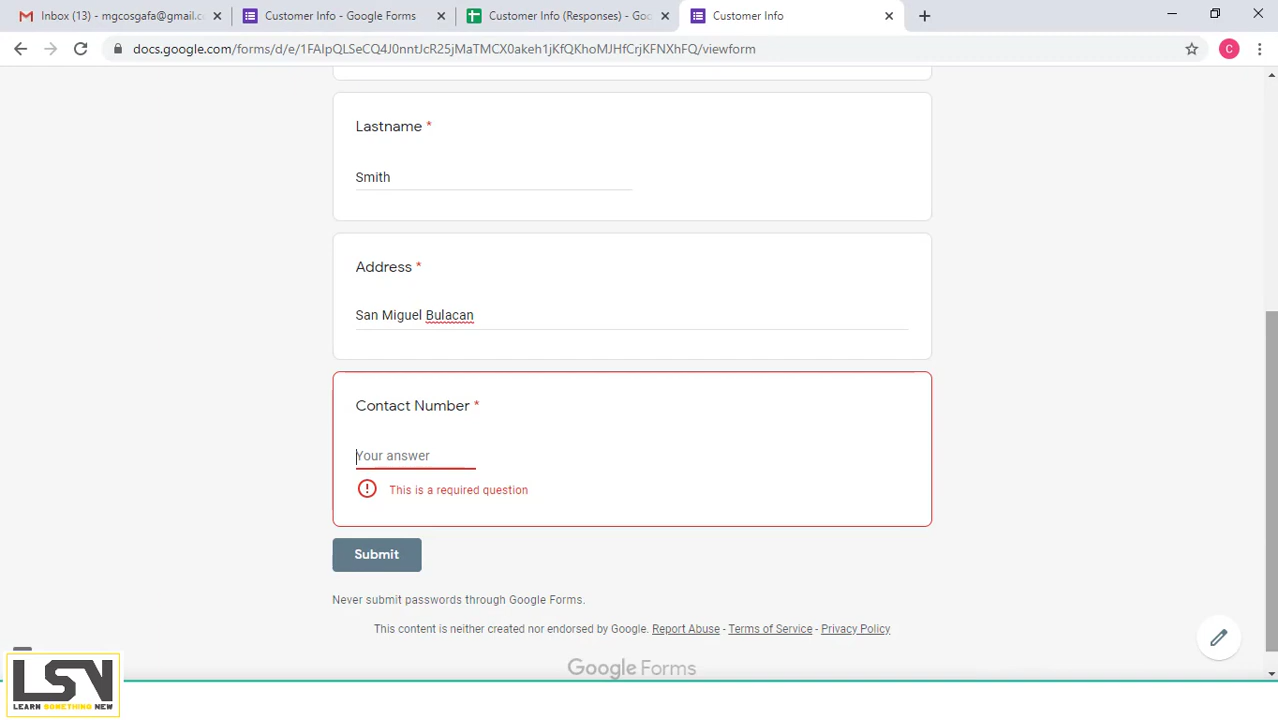 Inbox (13) - mgcosgafa@gmail.c
Customer Info - Google Forms
Customer Info (Responses) - Goo
Customer Info
docs.google.com/forms/d/e/1FAIpQLSeCQ4J0nntJcR25jMaTMCX0akeh1jKfQKhoMJHfCrjKFNXhFQ/viewform
C
Lastname *
Smith
Address *
San Miguel Bulacan
Contact Number *
Your answer
This is a required question
Submit
Never submit passwords through Google Forms.
This content is neither created nor endorsed by Google. Report Abuse - Terms of Service - Privacy Policy
Google Forms
LSN
LEARN SOMETHING NEW